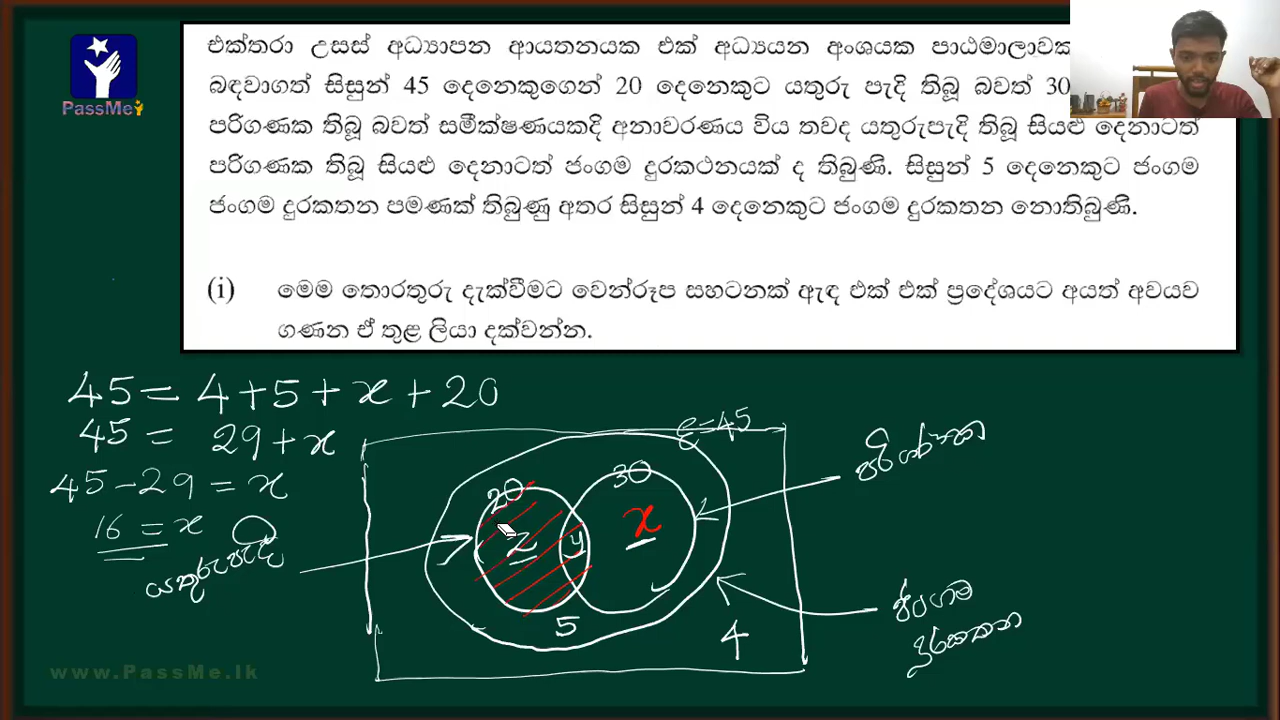 PassMe
එක්තරා උසස් අධ්‍යාපන ආයතනයක එක් අධ්‍යයන අංශයක පාඨමාලාවක
බඳවාගත් සිසුන් 45 දෙනෙකුගෙන් 20 දෙනෙකුට යතුරු පැදි තිබූ බවත් 30
පරිගණක තිබූ බවත් සමීක්ෂණයකදි අනාවරණය විය තවද යතුරුපැදි තිබූ සියළු දෙනාටත්
පරිගණක තිබූ සියළු දෙනාටත් ජංගම දුරකථනයක් ද තිබුණි. සිසුන් 5 දෙනෙකුට ජංගම
ජංගම දුරකතන පමණක් තිබුණු අතර සිසුන් 4 දෙනෙකුට ජංගම දුරකතන නොතිබුණි.
(i) මෙම තොරතුරු දැක්වීමට වෙන්රූප සහටනක් ඇඳ එක් එක් ප්‍රදේශයට අයත් අවයව
ගණන ඒ තුළ ලියා දක්වන්න.
45 = 4+5+x+20
45 = 29+x
45-29 = x
16 = x
යතුරුපැදි
ε=45
20
30
z
y
x
5
4
පරිගණක
ජංගම
දුරකතන
www.PassMe.lk